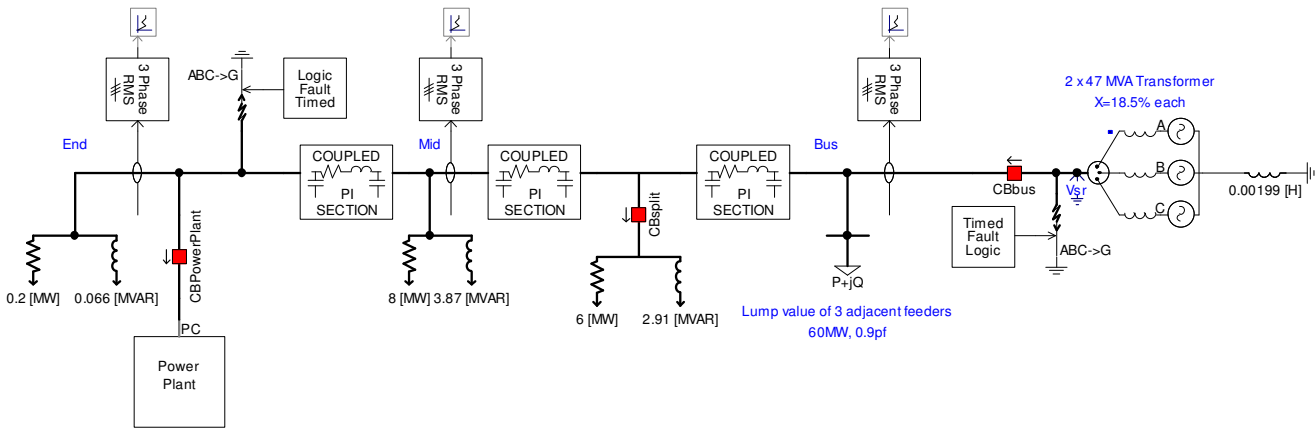 3 Phase
RMS
ABC->G
Logic
Fault
Timed
3 Phase
RMS
3 Phase
RMS
2 x 47 MVA Transformer
X=18.5% each
End
COUPLED
PI
SECTION
Mid
COUPLED
PI
SECTION
COUPLED
PI
SECTION
Bus
A
B
C
CBbus
Vsr
0.00199 [H]
CBPowerPlant
CBsplit
Timed
Fault
Logic
ABC->G
0.2 [MW]
0.066 [MVAR]
8 [MW]
3.87 [MVAR]
6 [MW]
2.91 [MVAR]
P+jQ
Lump value of 3 adjacent feeders
60MW, 0.9pf
PC
Power
Plant